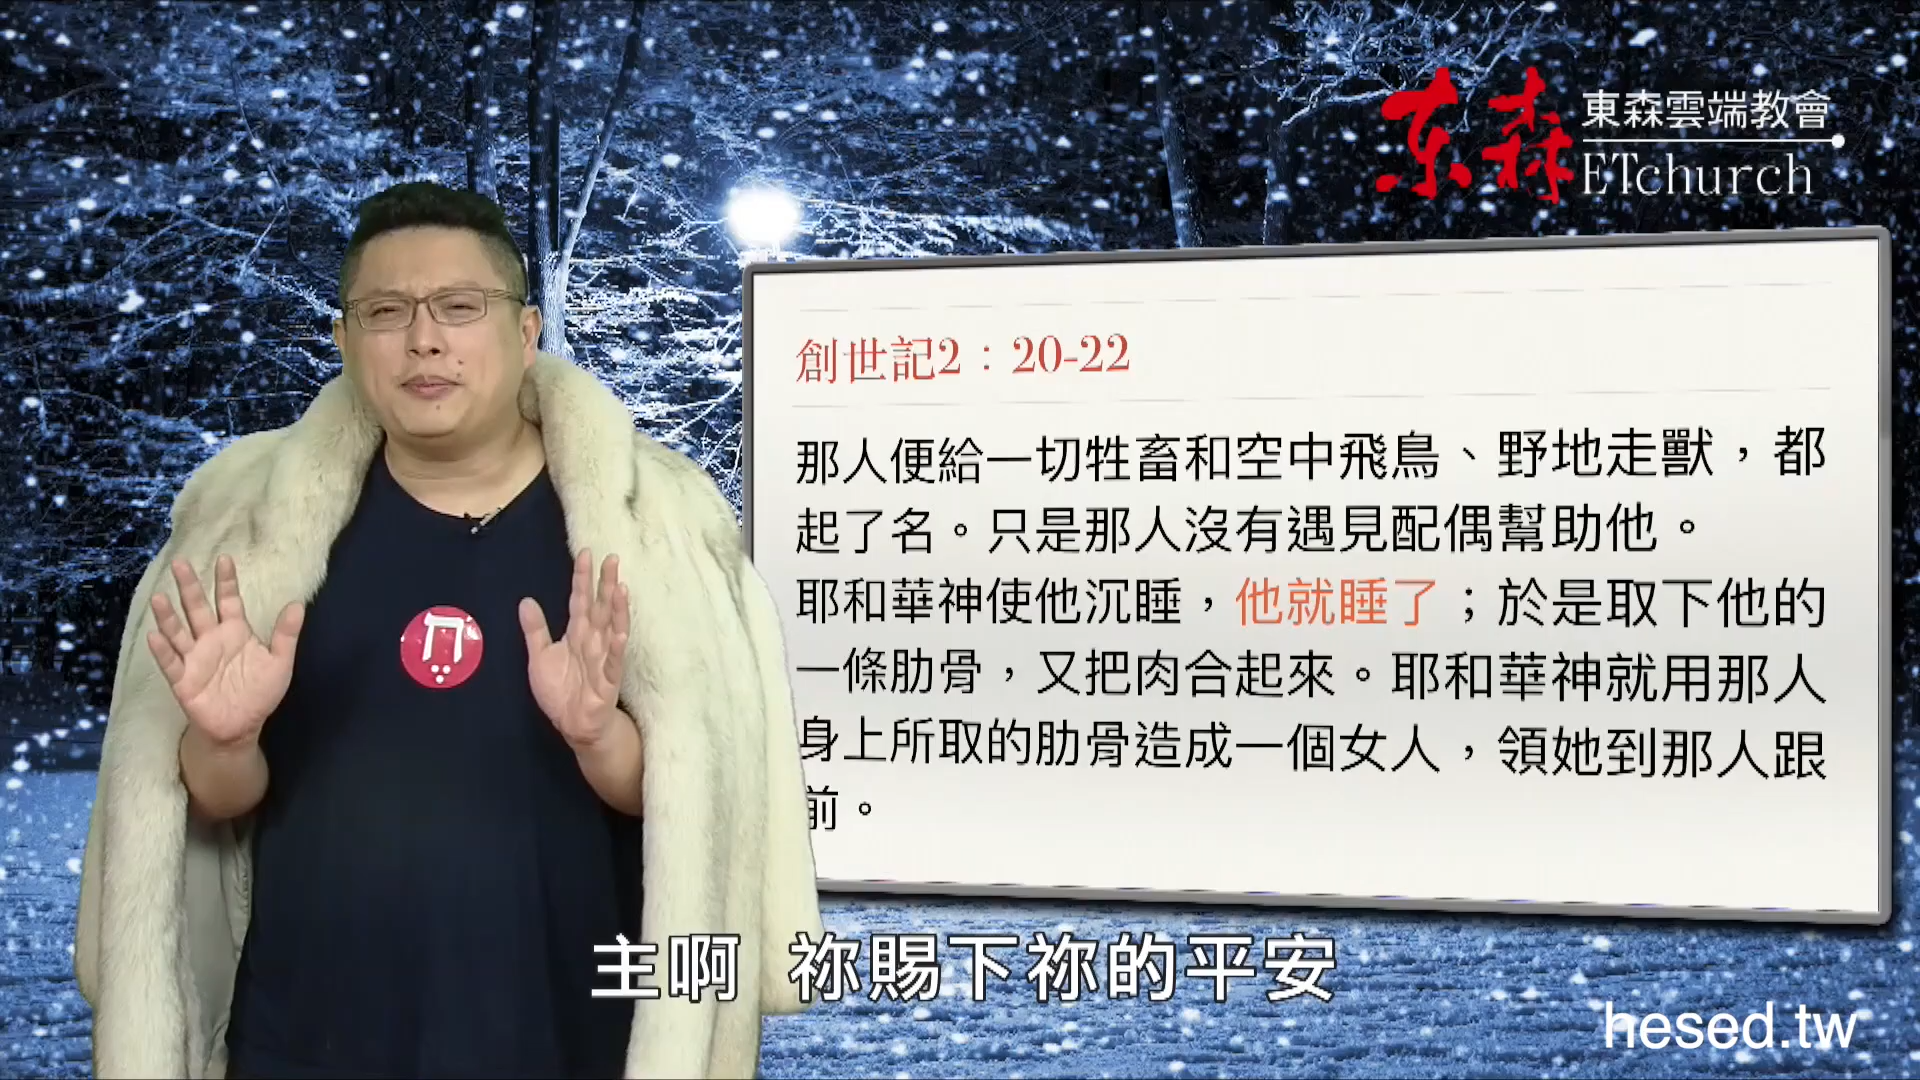 东森
東森雲端教會
ETchurch
創世記2：20-22
那人便給一切牲畜和空中飛鳥、野地走獸，都
起了名。只是那人沒有遇見配偶幫助他。
耶和華神使他沉睡，他就睡了；於是取下他的
一條肋骨，又把肉合起來。耶和華神就用那人
身上所取的肋骨造成一個女人，領她到那人跟
前。
主啊 祢賜下祢的平安
hesed.tw